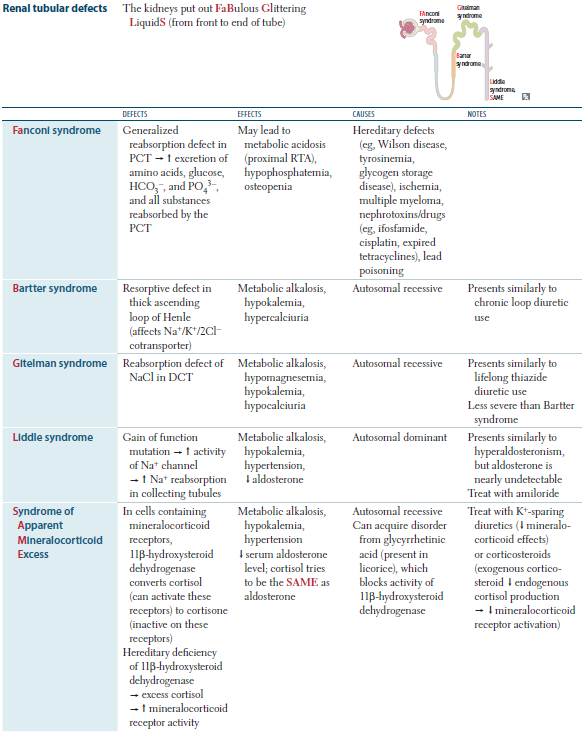 Renal tubular defects
The kidneys put out FaBulous Glittering
LiquidS (from front to end of tube)
FAnconi
syndrome
Gitelman
syndrome
Barter
syndrome
Liddle
syndrome,
SAME
DEFECTS
EFFECTS
CAUSES
NOTES
Fanconi syndrome
Generalized
reabsorption defect in
PCT → ↑ excretion of
amino acids, glucose,
HCO₃⁻, and PO₄³⁻,
and all substances
reabsorbed by the
PCT
May lead to
metabolic acidosis
(proximal RTA),
hypophosphatemia,
osteopenia
Hereditary defects
(eg, Wilson disease,
tyrosinemia,
glycogen storage
disease), ischemia,
multiple myeloma,
nephrotoxins/drugs
(eg, ifosfamide,
cisplatin, expired
tetracyclines), lead
poisoning
Bartter syndrome
Resorptive defect in
thick ascending
loop of Henle
(affects Na⁺/K⁺/2Cl⁻
cotransporter)
Metabolic alkalosis,
hypokalemia,
hypercalciuria
Autosomal recessive
Presents similarly to
chronic loop diuretic
use
Gitelman syndrome
Reabsorption defect of
NaCl in DCT
Metabolic alkalosis,
hypomagnesemia,
hypokalemia,
hypocalciuria
Autosomal recessive
Presents similarly to
lifelong thiazide
diuretic use
Less severe than Bartter
syndrome
Liddle syndrome
Gain of function
mutation → ↑ activity
of Na⁺ channel
→ ↑ Na⁺ reabsorption
in collecting tubules
Metabolic alkalosis,
hypokalemia,
hypertension,
↓ aldosterone
Autosomal dominant
Presents similarly to
hyperaldosteronism,
but aldosterone is
nearly undetectable
Treat with amiloride
Syndrome of
Apparent
Mineralocorticoid
Excess
In cells containing
mineralocorticoid
receptors,
11β-hydroxysteroid
dehydrogenase
converts cortisol
(can activate these
receptors) to cortisone
(inactive on these
receptors)
Hereditary deficiency
of 11β-hydroxysteroid
dehydrogenase
→ excess cortisol
→ ↑ mineralocorticoid
receptor activity
Metabolic alkalosis,
hypokalemia,
hypertension
↓ serum aldosterone
level; cortisol tries
to be the SAME as
aldosterone
Autosomal recessive
Can acquire disorder
from glycyrrhetinic
acid (present in
licorice), which
blocks activity of
11β-hydroxysteroid
dehydrogenase
Treat with K⁺-sparing
diuretics (↓ mineralo-
corticoid effects)
or corticosteroids
(exogenous cortico-
steroid ↓ endogenous
cortisol production
→ ↓ mineralocorticoid
receptor activation)